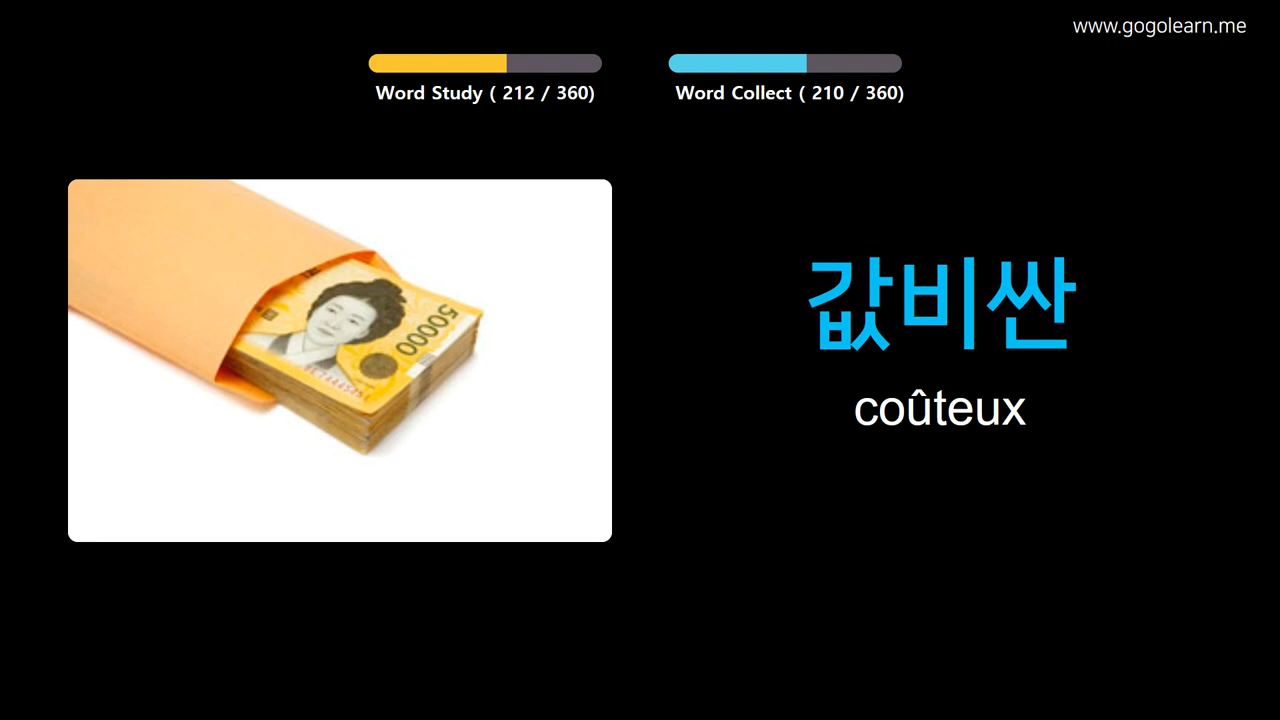 www.gogolearn.me
Word Study ( 212 / 360)
Word Collect ( 210 / 360)
값비싼
coûteux
50000